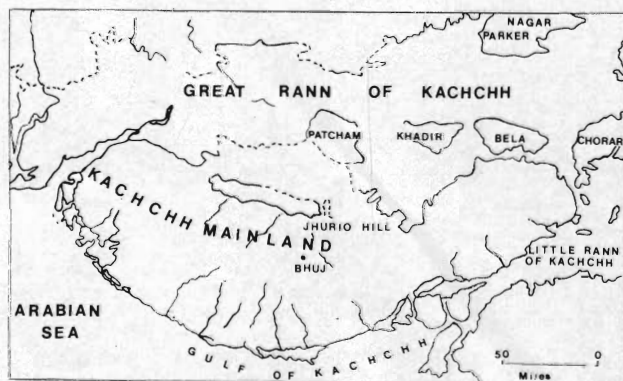 NAGAR
PARKER
GREAT RANN OF KACHCHH
PATCHAM
KHADIR
BELA
CHORAR
KACHCHH MAINLAND
JHURIO HILL
BHUJ
LITTLE RANN
OF KACHCHH
ARABIAN
SEA
GULF OF KACHCHH
50 0
Miles